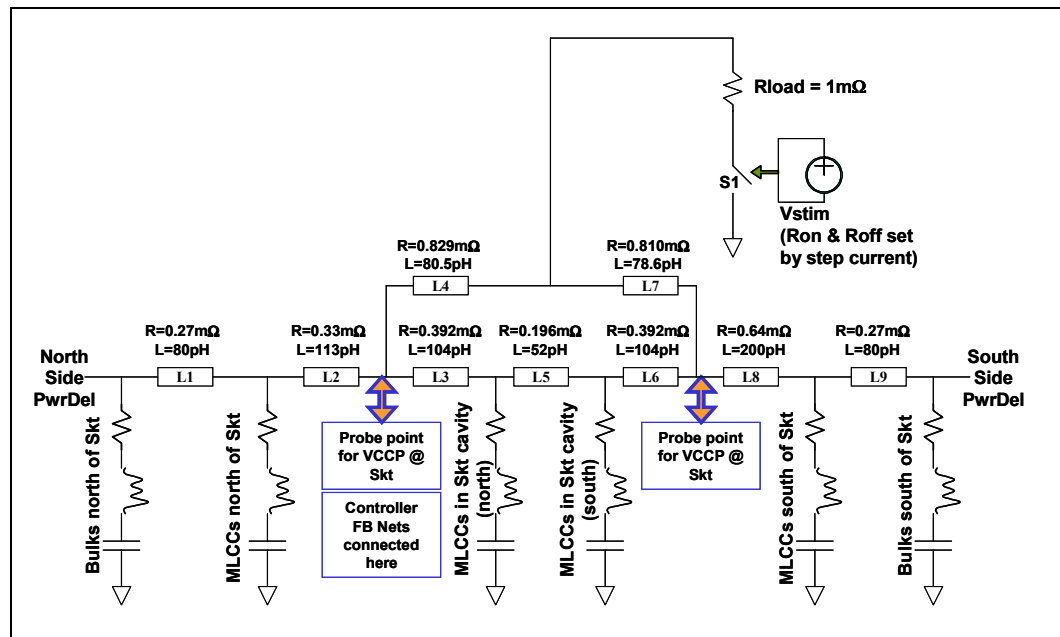 Rload = 1mΩ
S1
Vstim
(Ron & Roff set
by step current)
R=0.829mΩ
L=80.5pH
L4
R=0.810mΩ
L=78.6pH
L7
North
Side
PwrDel
R=0.27mΩ
L=80pH
L1
R=0.33mΩ
L=113pH
L2
R=0.392mΩ
L=104pH
L3
R=0.196mΩ
L=52pH
L5
R=0.392mΩ
L=104pH
L6
R=0.64mΩ
L=200pH
L8
R=0.27mΩ
L=80pH
L9
South
Side
PwrDel
Bulks north of Skt
MLCCs north of Skt
Probe point
for VCCP @
Skt
Controller
FB Nets
connected
here
MLCCs in Skt cavity
(north)
MLCCs in Skt cavity
(south)
Probe point
for VCCP @
Skt
MLCCs south of Skt
Bulks south of Skt